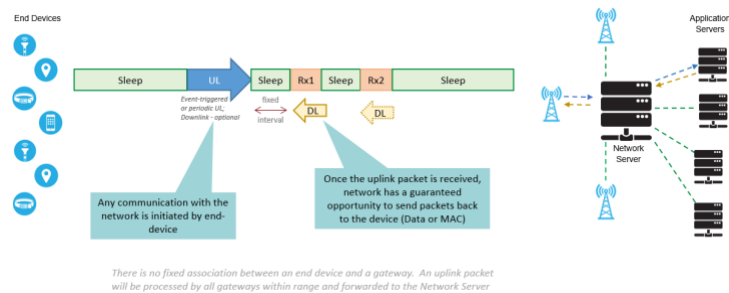 End Devices
Application
Servers
Sleep
UL
Sleep
Rx1
Sleep
Rx2
Sleep
Event-triggered
or periodic UL;
Downlink - optional
fixed
interval
DL
DL
Network
Server
Any communication with the
network is initiated by end-
device
Once the uplink packet is received,
network has a guaranteed
opportunity to send packets back
to the device (Data or MAC)
There is no fixed association between an end device and a gateway. An uplink packet
will be processed by all gateways within range and forwarded to the Network Server